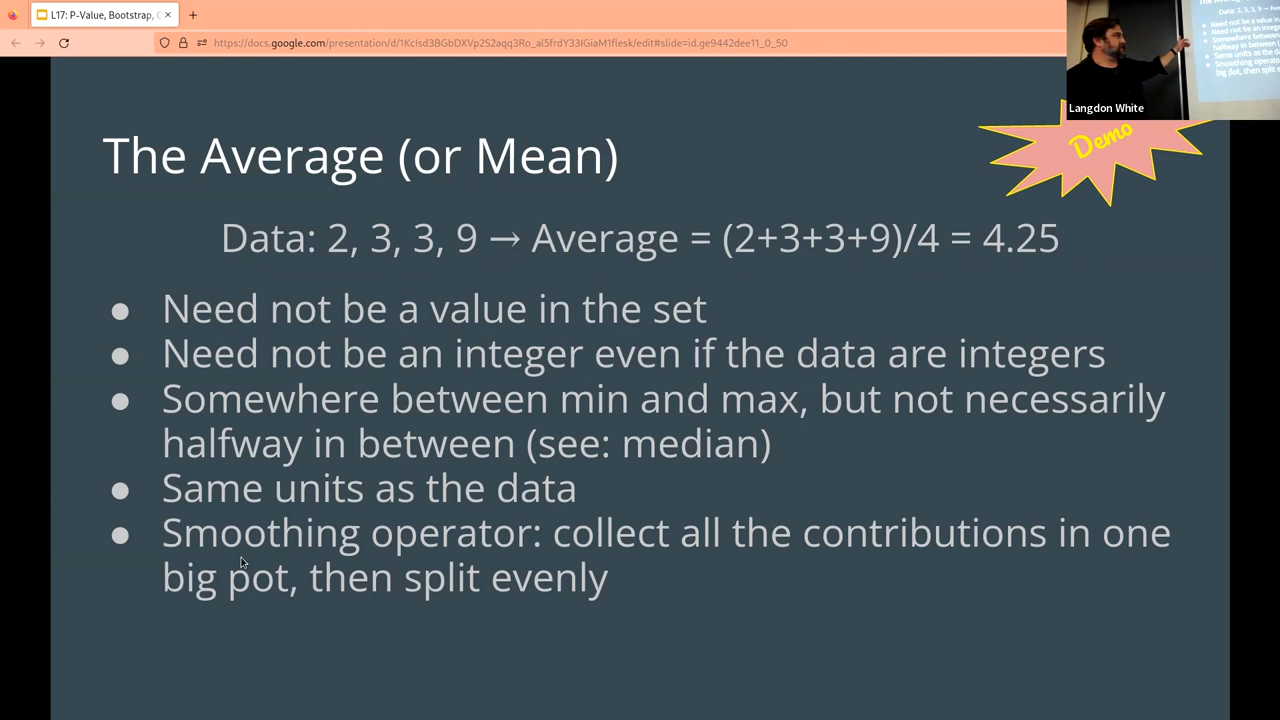 L17: P-Value, Bootstrap,
https://docs.google.com/presentation/d/1KcIsd3BGbDXVp2S2aqq3Ro_al5frdY33IGiaM1flesk/edit#slide=id.ge9442dee11_0_50
Langdon White
Demo
The Average (or Mean)
Data: 2, 3, 3, 9 → Average = (2+3+3+9)/4 = 4.25
● Need not be a value in the set
● Need not be an integer even if the data are integers
● Somewhere between min and max, but not necessarily
halfway in between (see: median)
● Same units as the data
● Smoothing operator: collect all the contributions in one
big pot, then split evenly